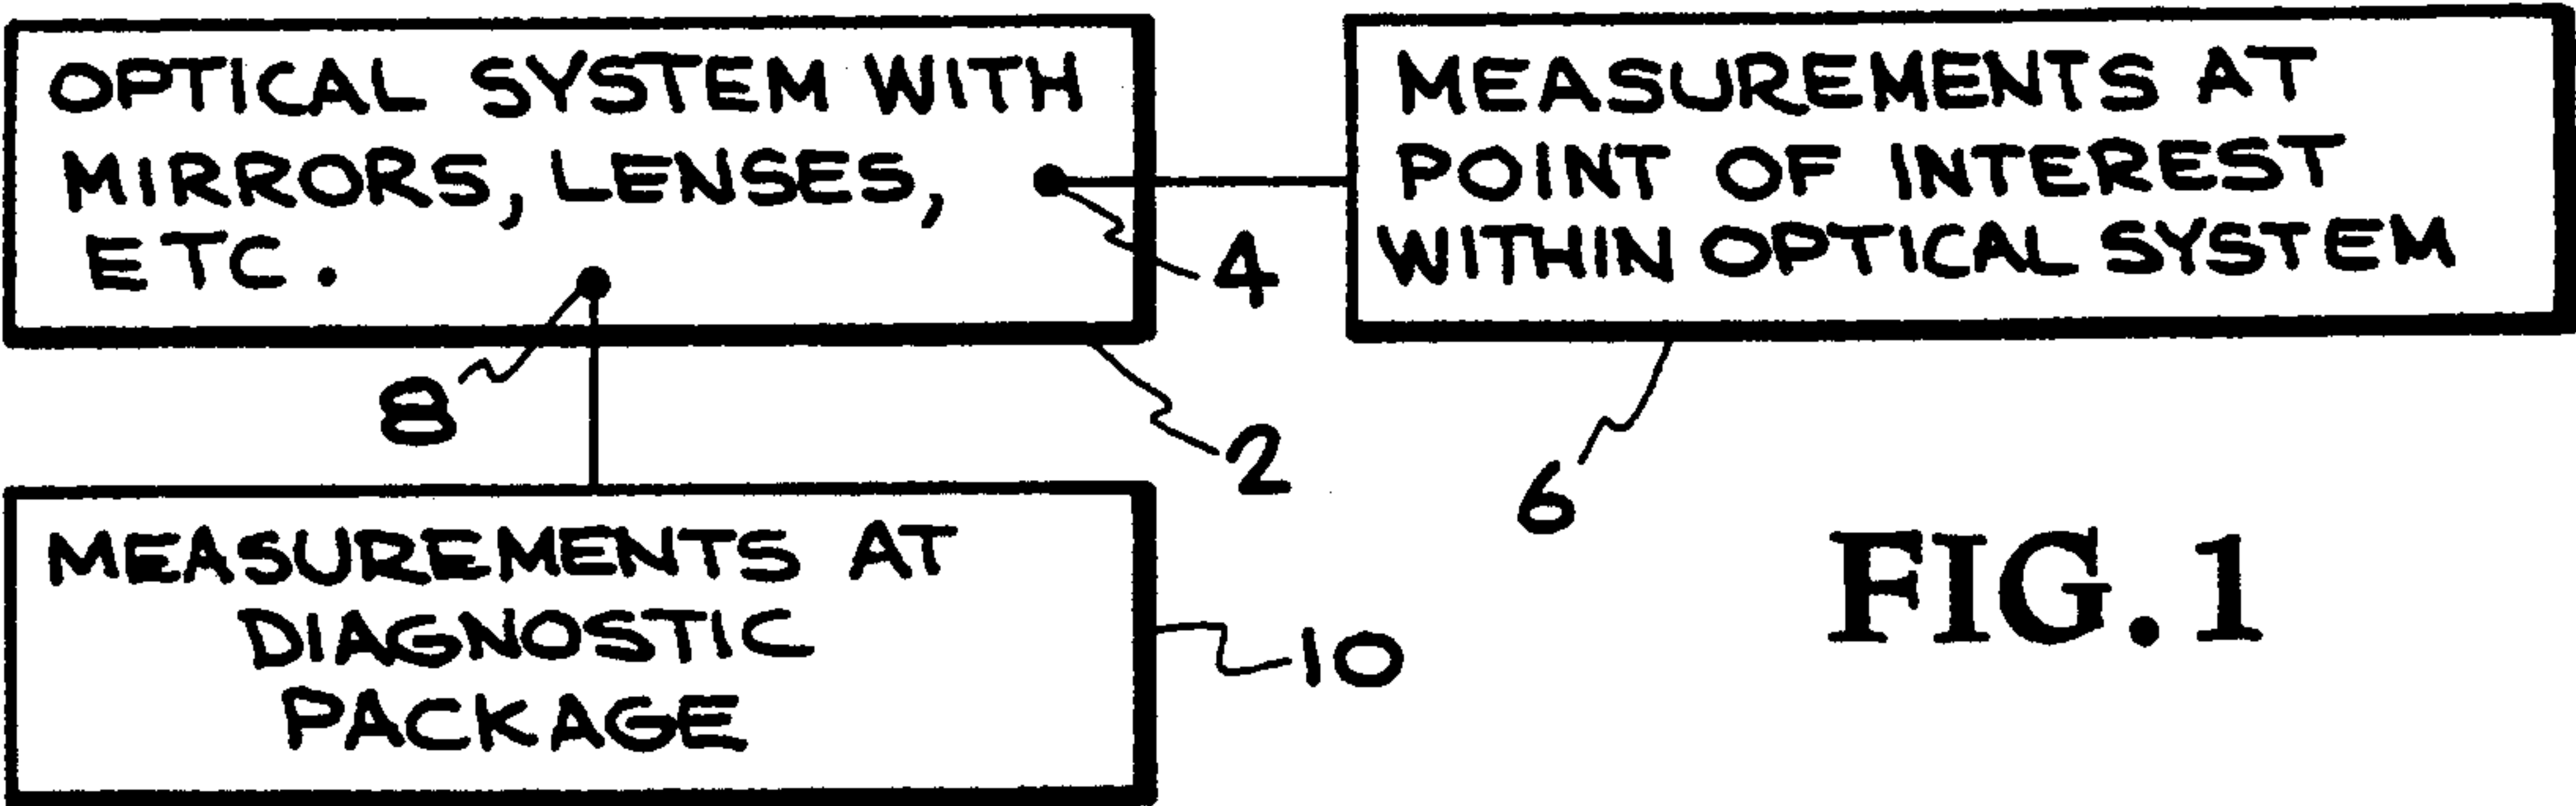 OPTICAL SYSTEM WITH
MIRRORS, LENSES,
ETC.
MEASUREMENTS AT
POINT OF INTEREST
WITHIN OPTICAL SYSTEM
4
8
2
6
MEASUREMENTS AT
DIAGNOSTIC
PACKAGE
10
FIG. 1